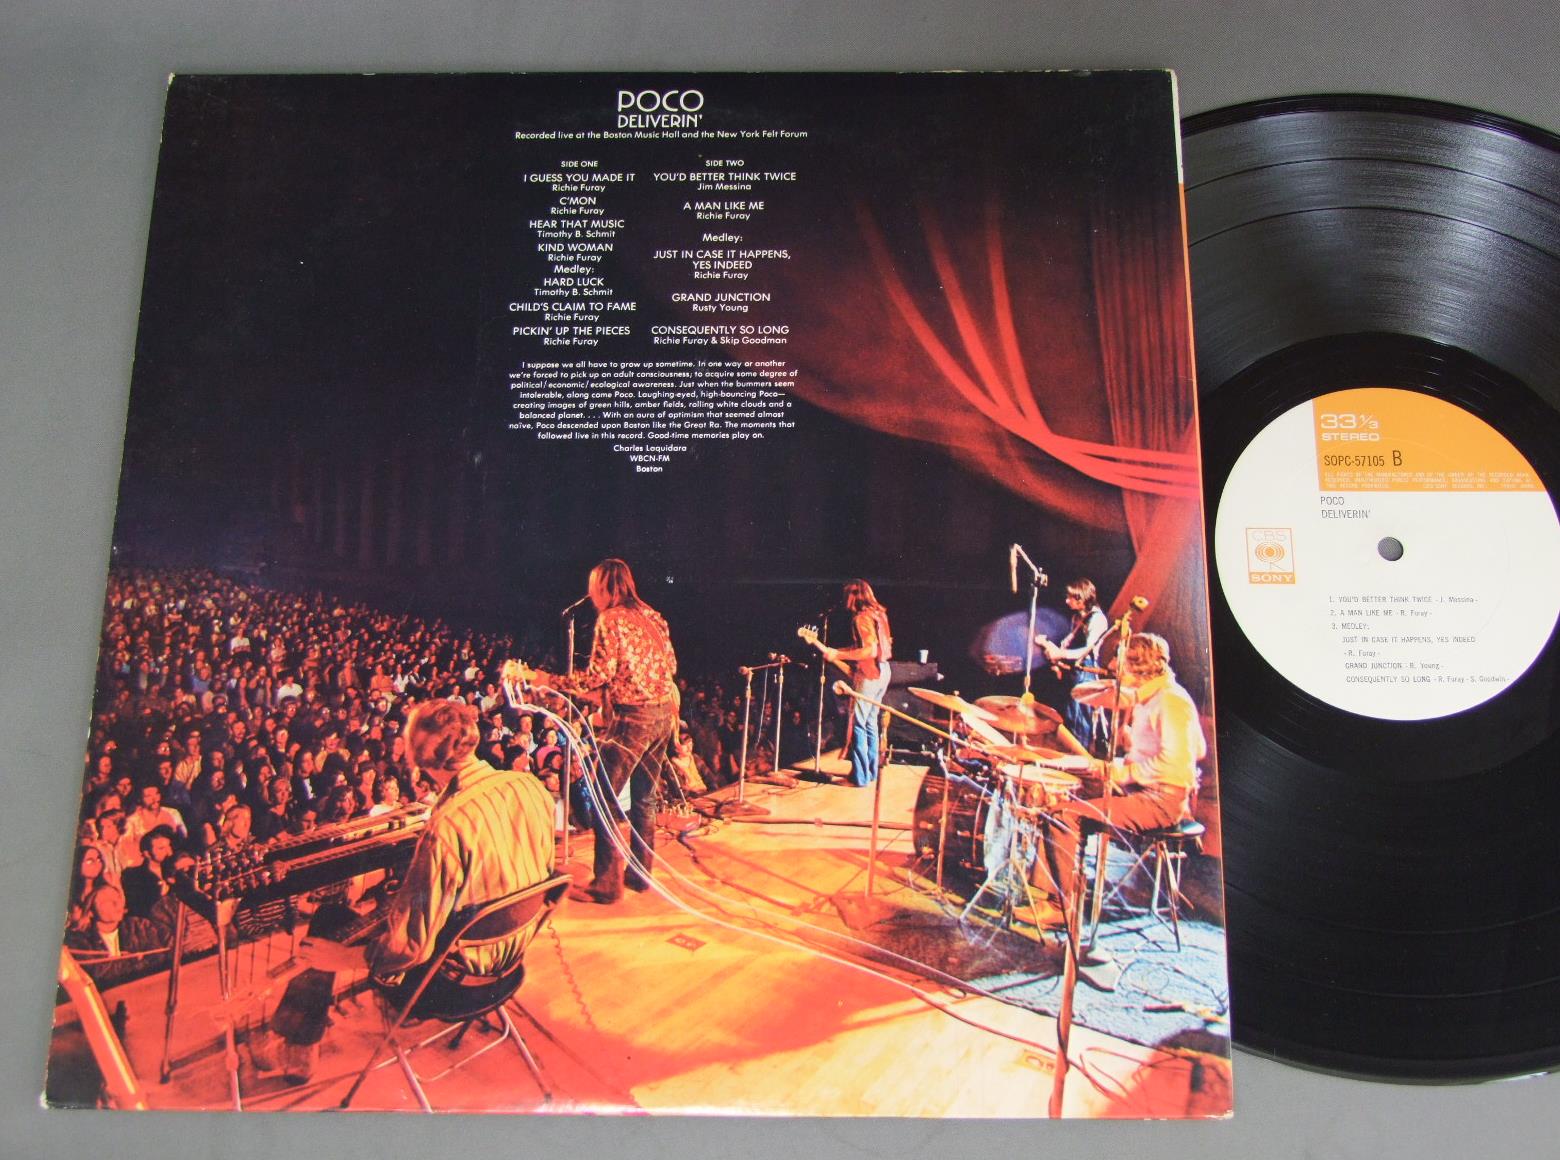 POCO
DELIVERIN'
Recorded live at the Boston Music Hall and the New York Felt Forum
SIDE ONE
I GUESS YOU MADE IT
Richie Furay
C'MON
Richie Furay
HEAR THAT MUSIC
Timothy B. Schmit
KIND WOMAN
Richie Furay
Medley:
HARD LUCK
Timothy B. Schmit
CHILD'S CLAIM TO FAME
Richie Furay
PICKIN' UP THE PIECES
Richie Furay
SIDE TWO
YOU'D BETTER THINK TWICE
Jim Messina
A MAN LIKE ME
Richie Furay
Medley:
JUST IN CASE IT HAPPENS,
YES INDEED
Richie Furay
GRAND JUNCTION
Rusty Young
CONSEQUENTLY SO LONG
Richie Furay & Skip Goodman
I suppose we all have to grow up sometime. In one way or another
we're forced to pick up an adult consciousness; to acquire some degree of
political/economic/ecological awareness. Just when the bummers seem
intolerable, along come Poco. Laughing-eyed, high-bouncing Poco—
creating images of green hills, amber fields, rolling white clouds and a
balanced planet. . . . With an aura of optimism that seemed almost
naïve, Poco descended upon Boston like the Great Ra. The moments that
followed live in this record. Good-time memories play on.
Charles Laquidara
WBCN-FM
Boston
33 1/3
STEREO
SOPC-57105 B
POCO
DELIVERIN'
CBS
SONY
1. YOU'D BETTER THINK TWICE - J. Messina -
2. A MAN LIKE ME - R. Furay -
3. MEDLEY:
JUST IN CASE IT HAPPENS, YES INDEED
- R. Furay -
GRAND JUNCTION - R. Young -
CONSEQUENTLY SO LONG - R. Furay - S. Goodwin -